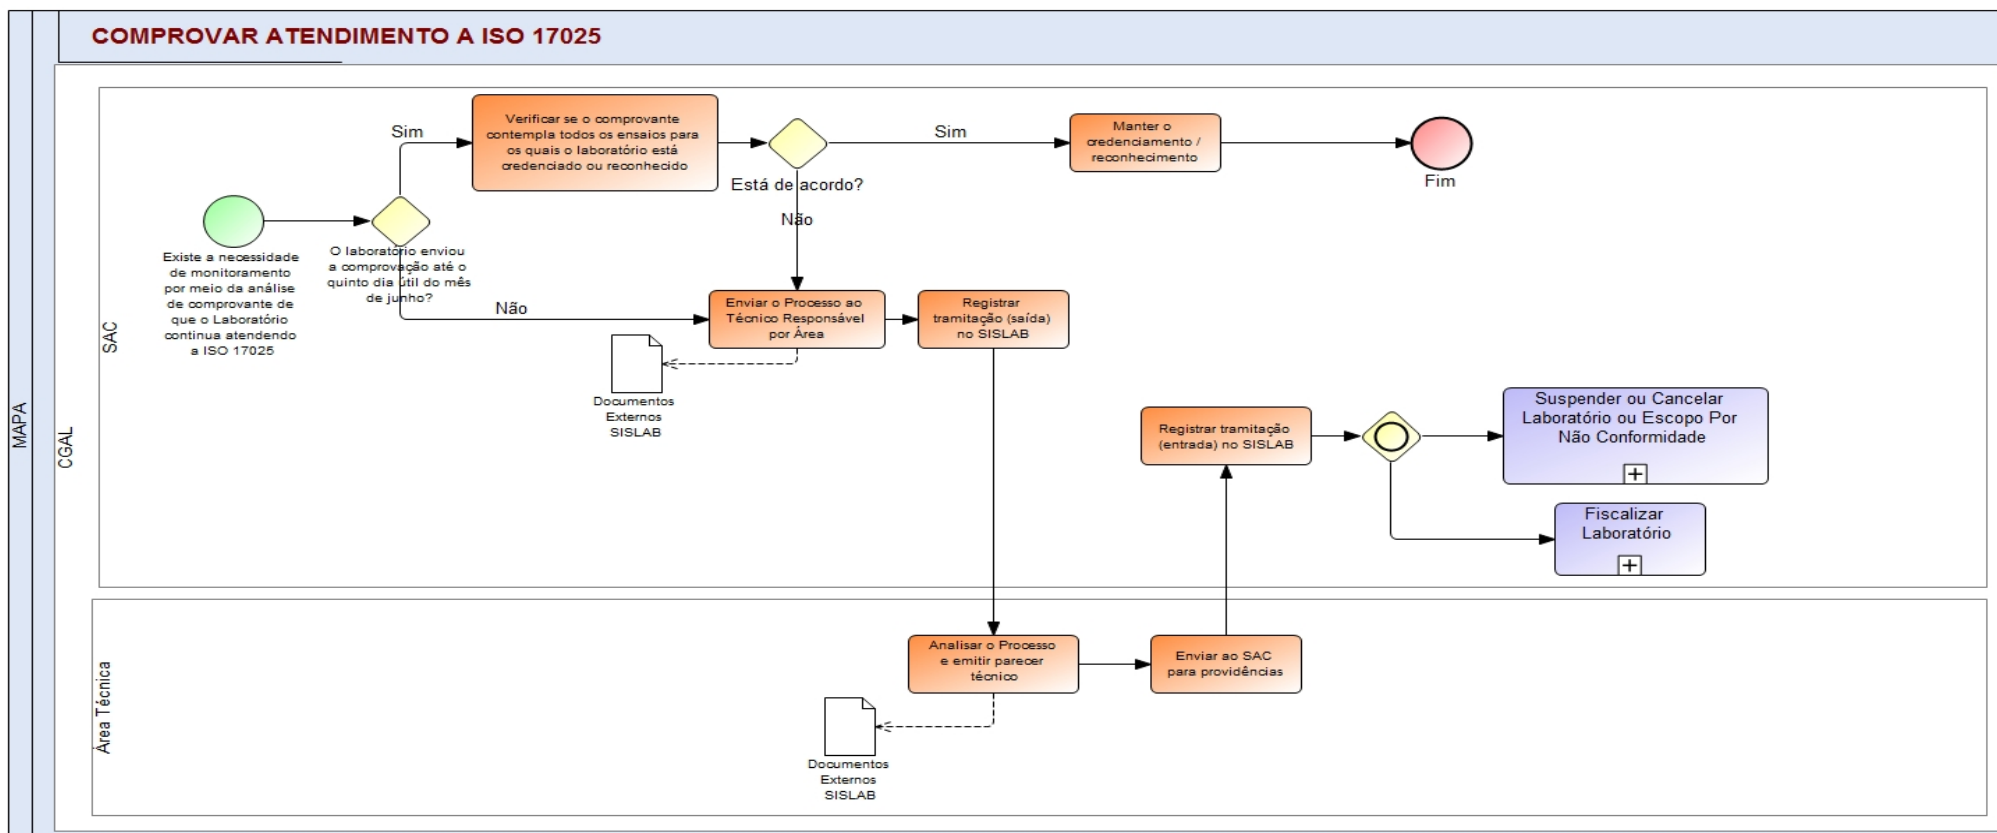 COMPROVAR ATENDIMENTO A ISO 17025
MAPA
CGAL
SAC
Existe a necessidade
de monitoramento
por meio da análise
de comprovante de
que o Laboratório
continua atendendo
a ISO 17025
O laboratório enviou
a comprovação até o
quinto dia útil do mês
de junho?
Sim
Verificar se o comprovante
contempla todos os ensaios para
os quais o laboratório está
credenciado ou reconhecido
Está de acordo?
Sim
Manter o
credenciamento /
reconhecimento
Fim
Não
Não
Enviar o Processo ao
Técnico Responsável
por Área
Documentos
Externos
SISLAB
Registrar
tramitação (saída)
no SISLAB
Registrar tramitação
(entrada) no SISLAB
Suspender ou Cancelar
Laboratório ou Escopo Por
Não Conformidade
Fiscalizar
Laboratório
Área Técnica
Analisar o Processo
e emitir parecer
técnico
Enviar ao SAC
para providências
Documentos
Externos
SISLAB